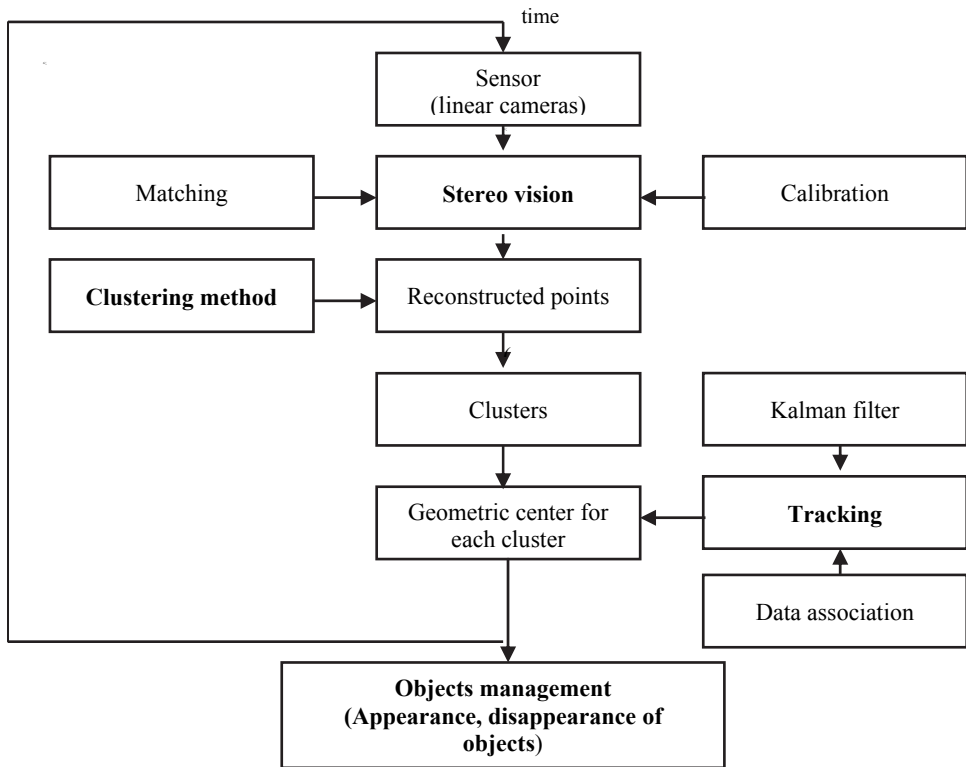 time
Sensor
(linear cameras)
Matching
Stereo vision
Calibration
Clustering method
Reconstructed points
Clusters
Kalman filter
Geometric center for
each cluster
Tracking
Data association
Objects management
(Appearance, disappearance of
objects)